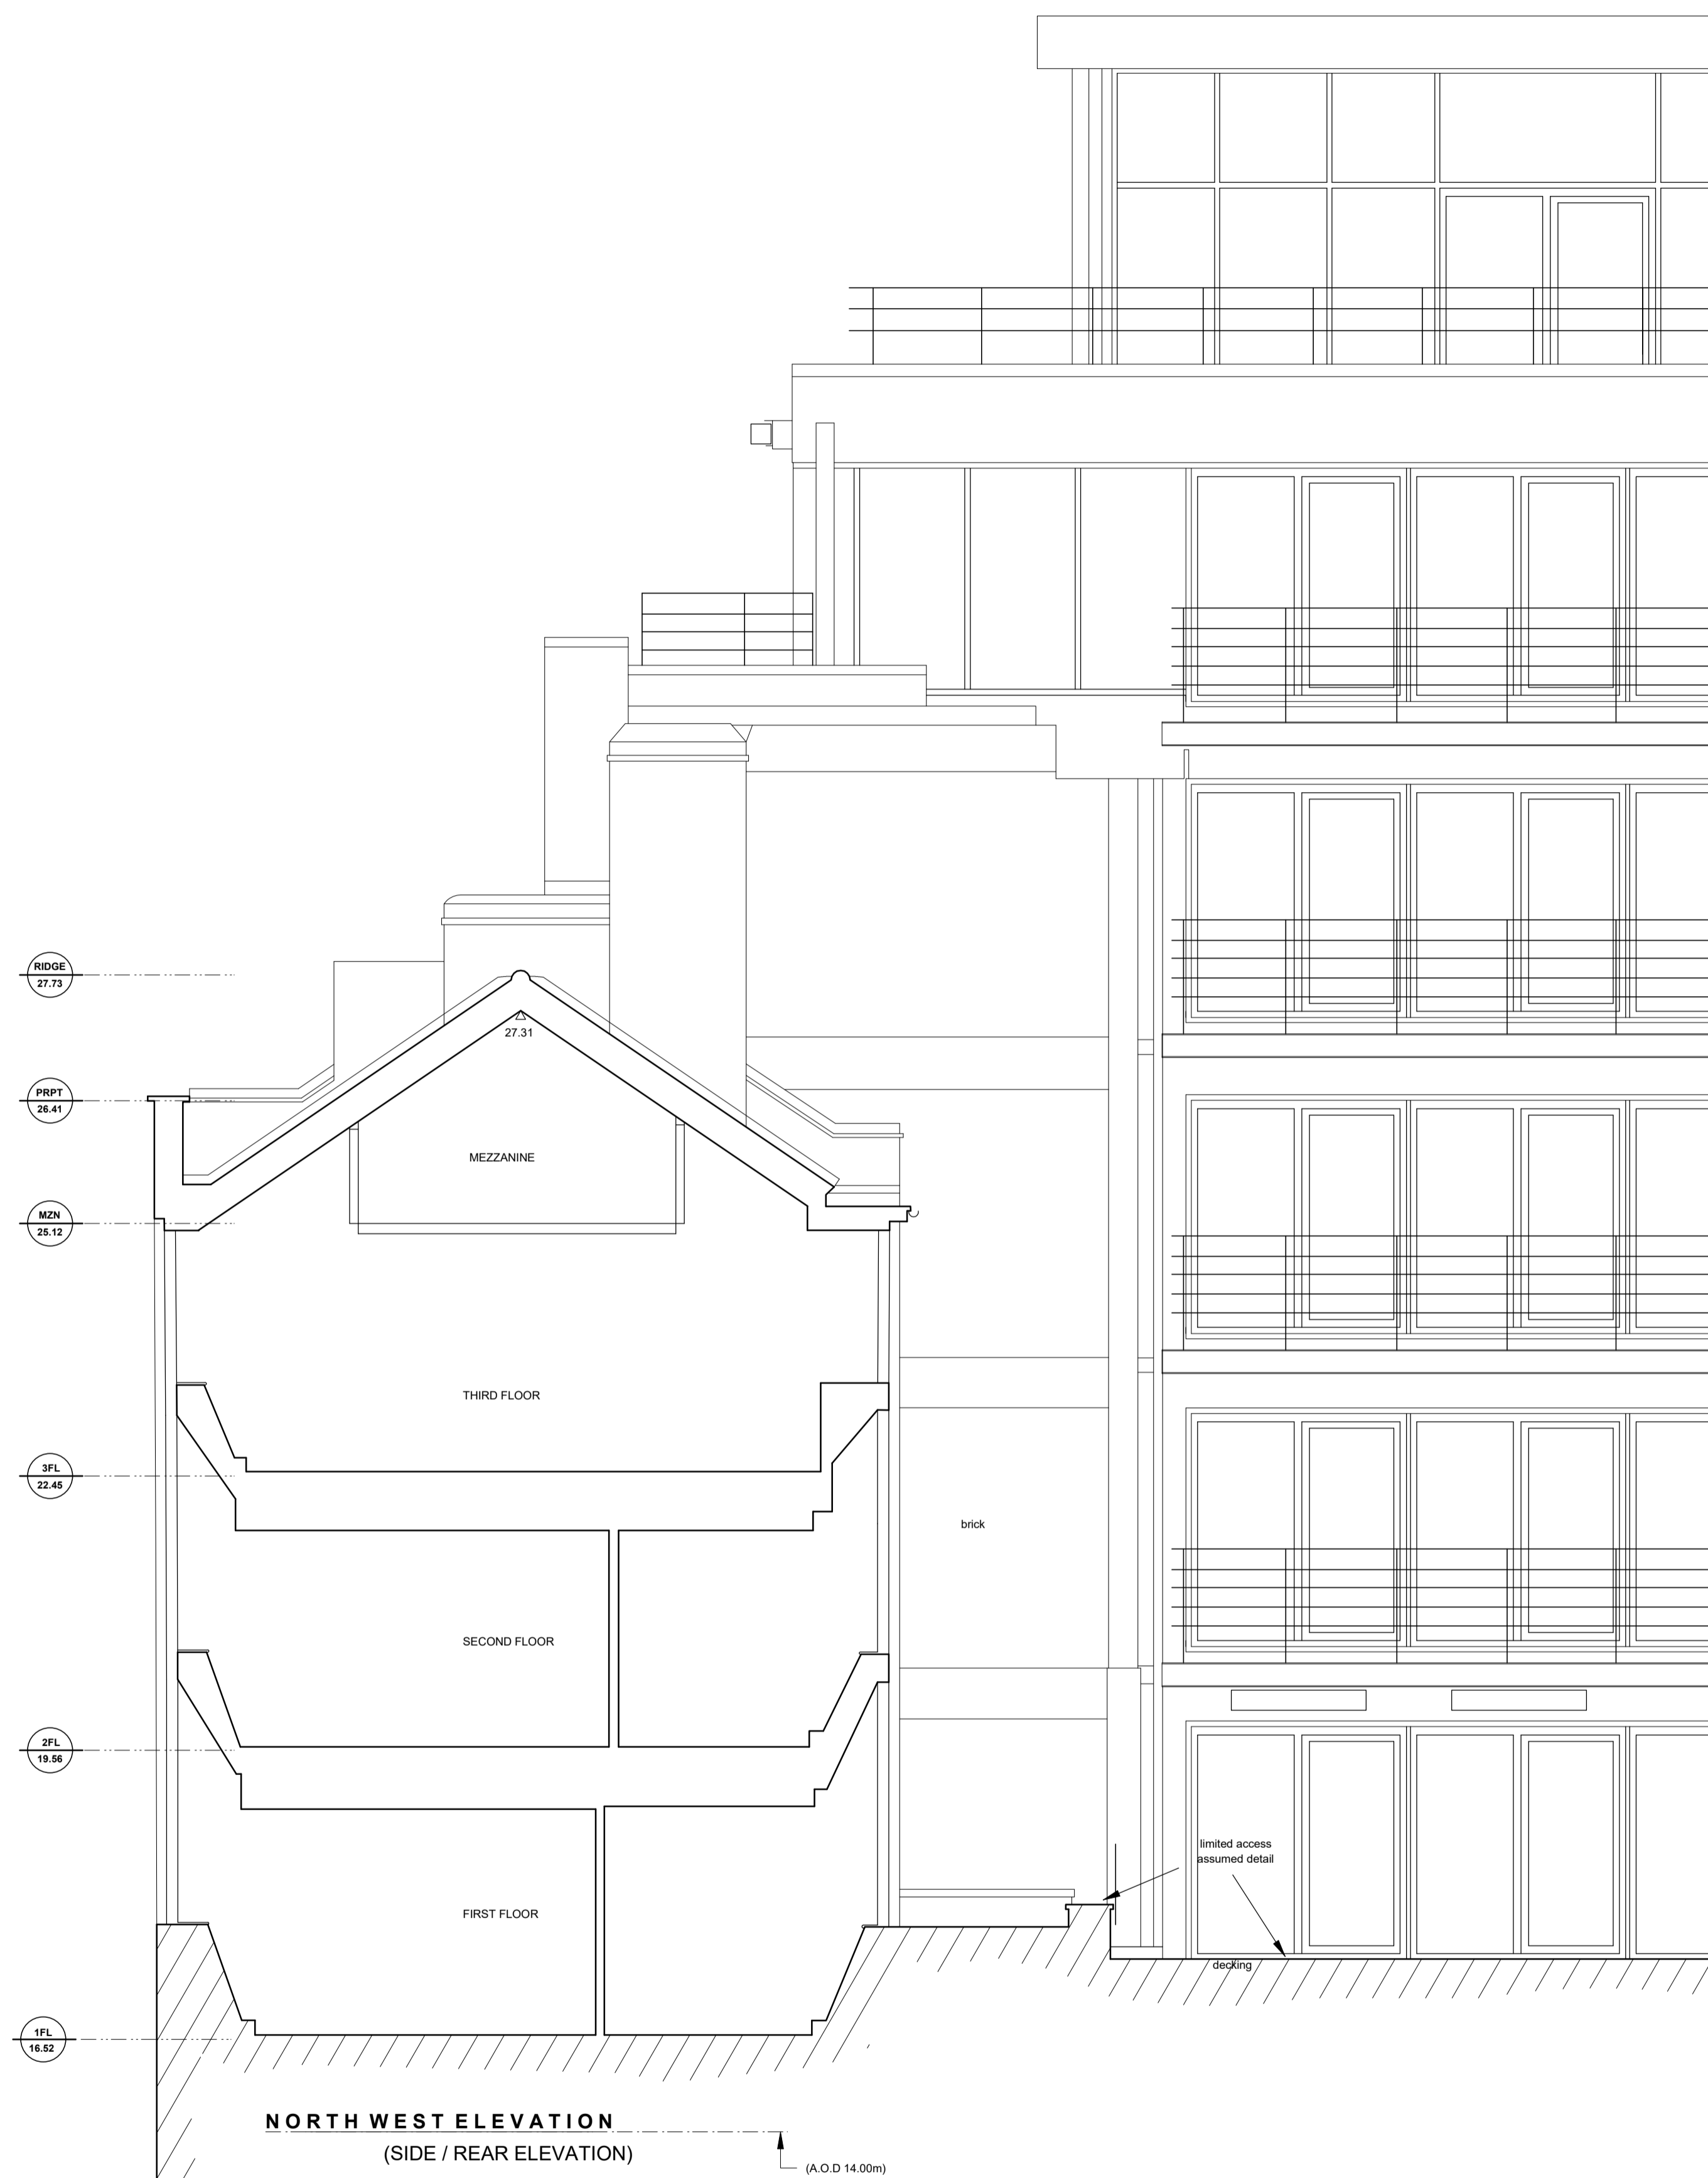 RIDGE
27.73
27.31
PRPT
26.41
MEZZANINE
MZN
25.12
THIRD FLOOR
3FL
22.45
brick
SECOND FLOOR
2FL
19.56
limited access
assumed detail
FIRST FLOOR
decking
1FL
16.52
NORTH WEST ELEVATION
(SIDE / REAR ELEVATION)
(A.O.D 14.00m)